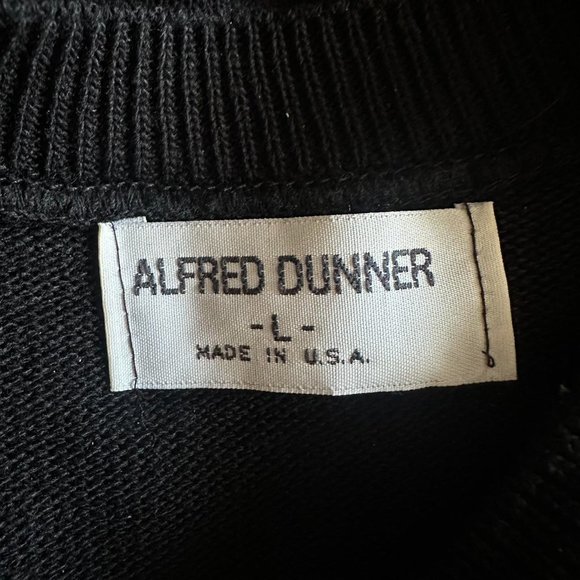 ALFRED DUNNER
- L -
MADE IN U.S.A.